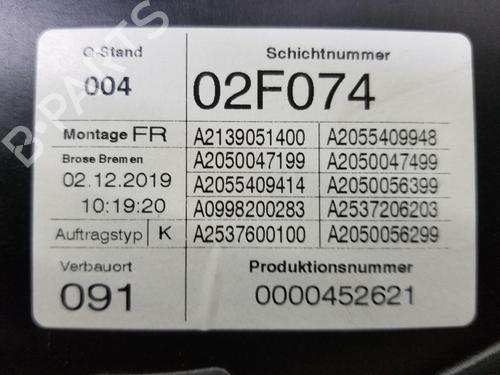 Q-Stand
004
Schichtnummer
02F074
Montage FR
Brose Bremen
02.12.2019
10:19:20
Auftragstyp K
A2139051400 A2055409948
A2050047199 A2050047499
A2055409414 A2050056399
A0998200283 A2537206203
A2537600100 A2050056299
Verbauort
091
Produktionsnummer
0000452621
B-PARTS